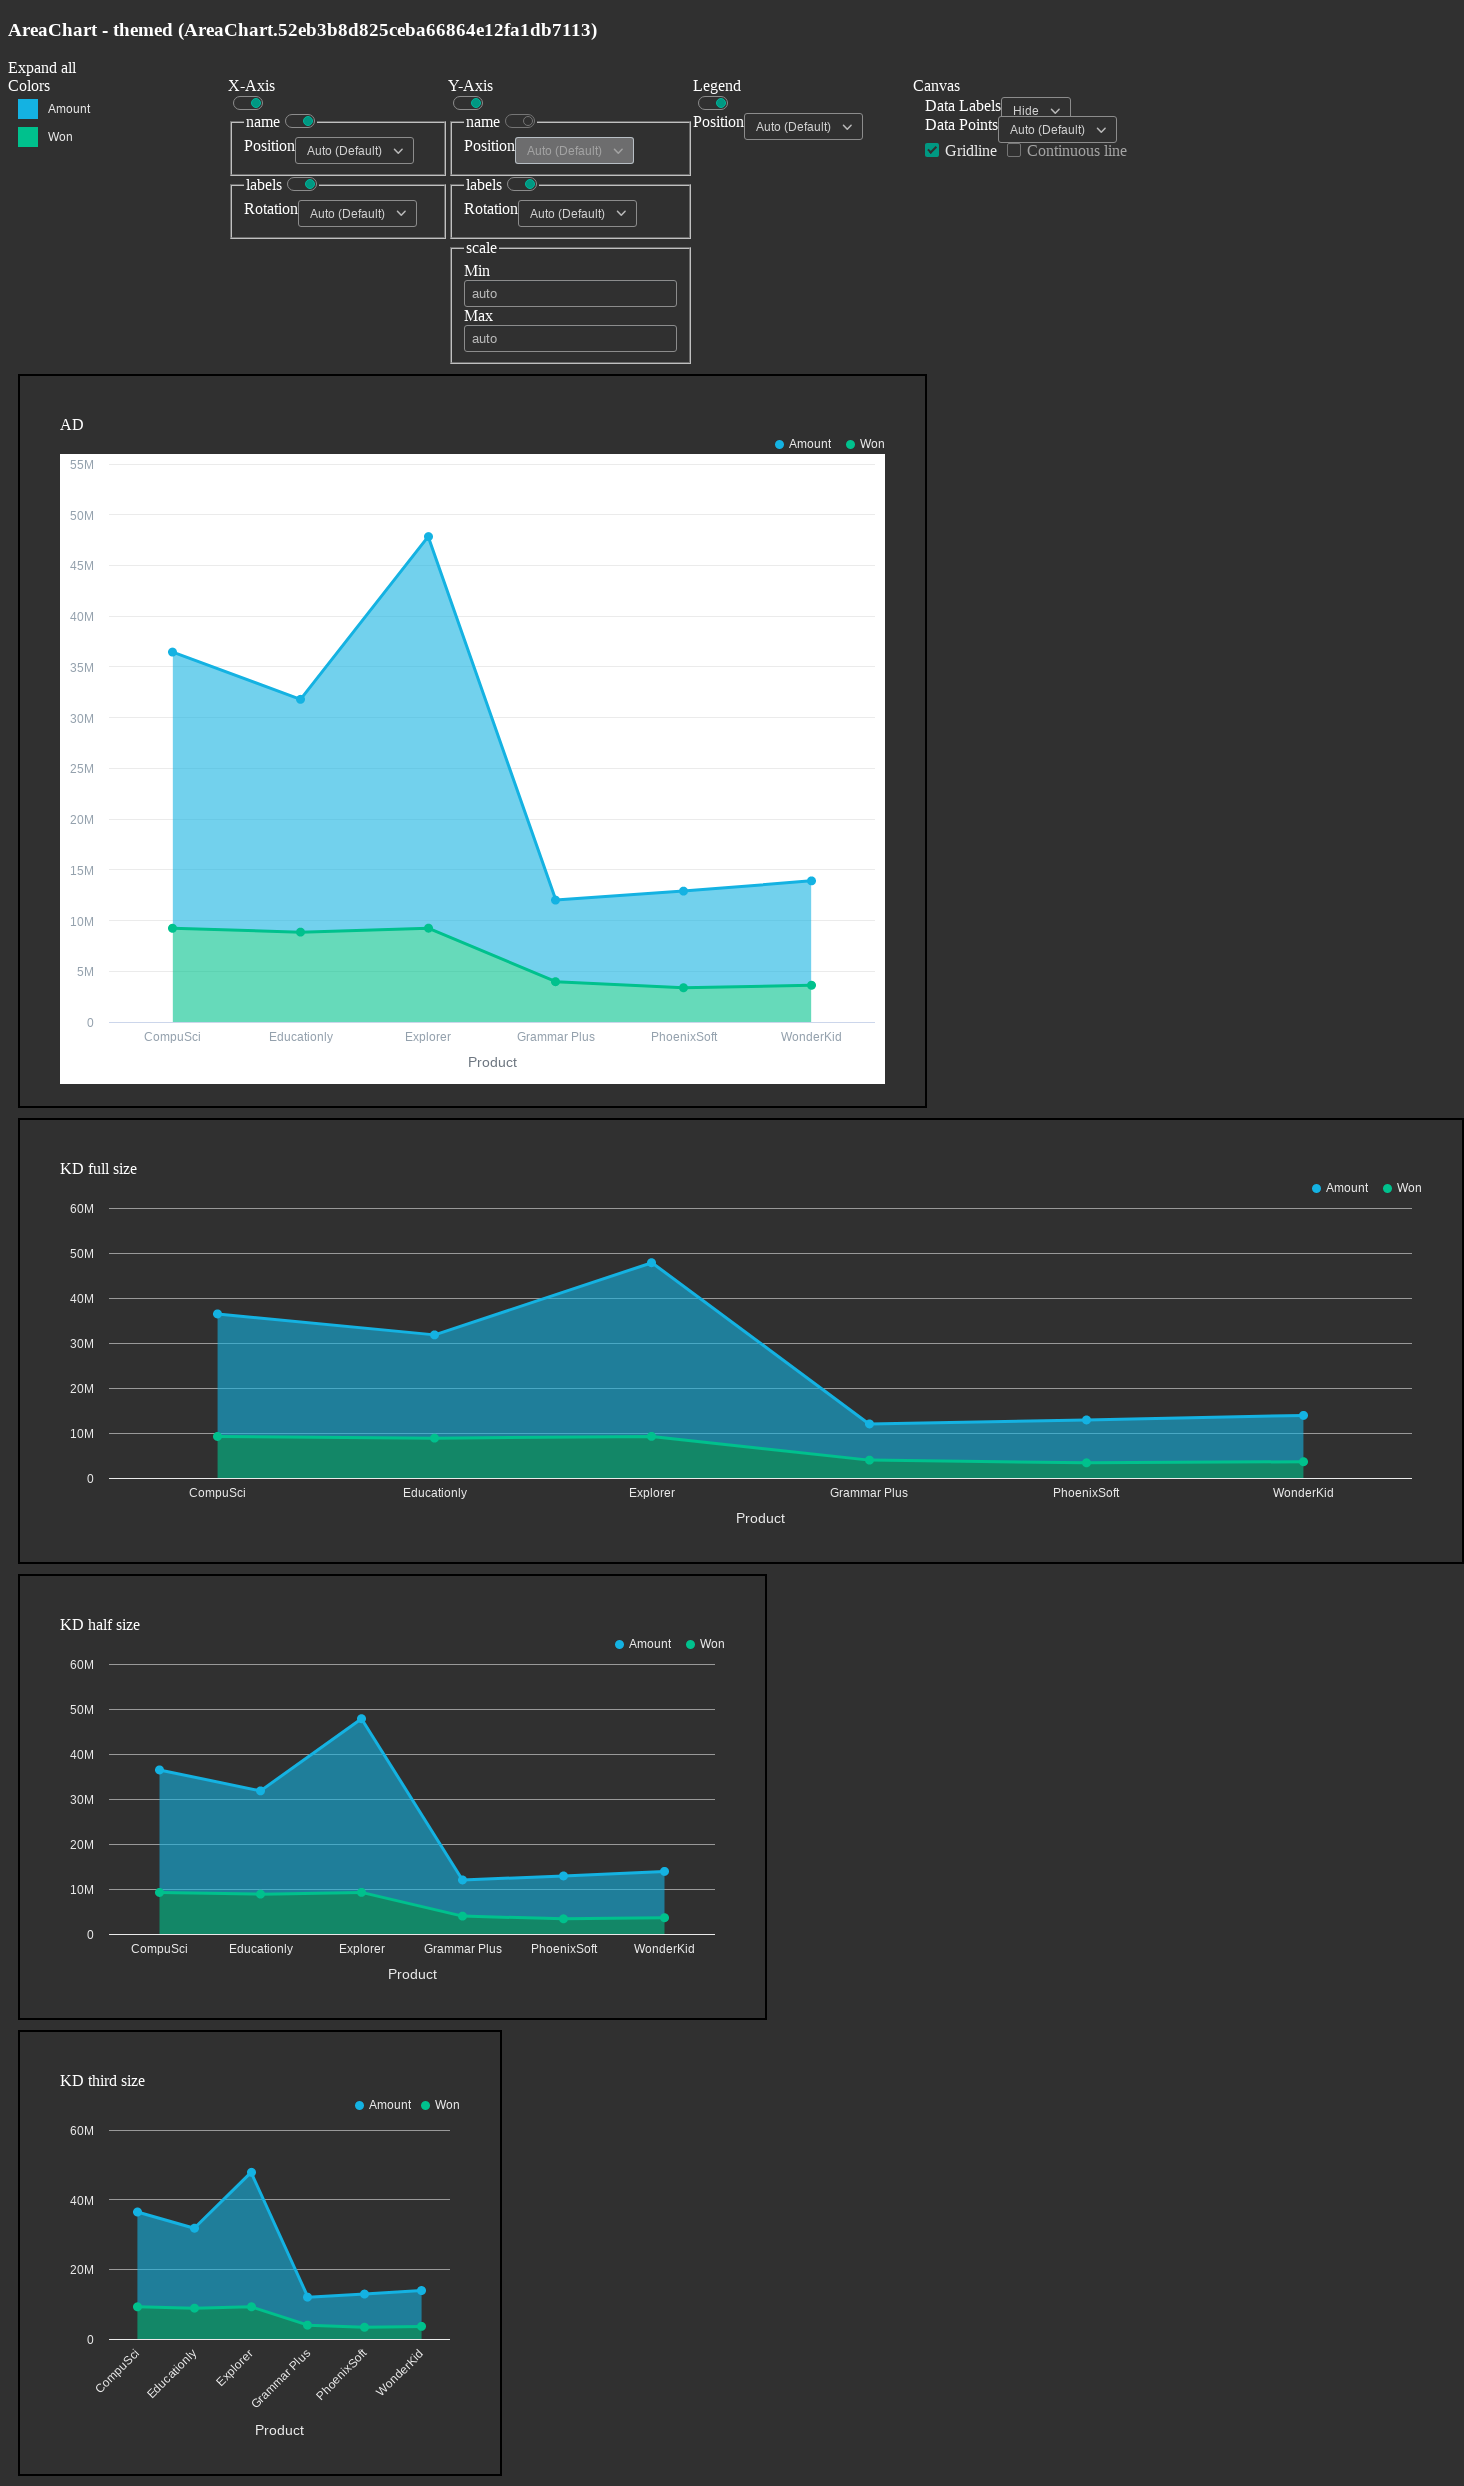 AreaChart - themed (AreaChart.52eb3b8d825ceba66864e12fa1db7113)
Expand all
Colors
Amount
Won
X-Axis
name
Position Auto (Default)
labels
Rotation Auto (Default)
Y-Axis
name
Position Auto (Default)
labels
Rotation Auto (Default)
scale
Min
auto
Max
auto
Legend
Position Auto (Default)
Canvas
Data Labels Hide
Data Points Auto (Default)
Gridline Continuous line
AD
Amount Won
55M
50M
45M
40M
35M
30M
25M
20M
15M
10M
5M
0
CompuSci Educationly Explorer Grammar Plus PhoenixSoft WonderKid
Product
KD full size
Amount Won
60M
50M
40M
30M
20M
10M
0
CompuSci Educationly Explorer Grammar Plus PhoenixSoft WonderKid
Product
KD half size
Amount Won
60M
50M
40M
30M
20M
10M
0
CompuSci Educationly Explorer Grammar Plus PhoenixSoft WonderKid
Product
KD third size
Amount Won
60M
40M
20M
0
CompuSci Educationly Explorer Grammar Plus PhoenixSoft WonderKid
Product